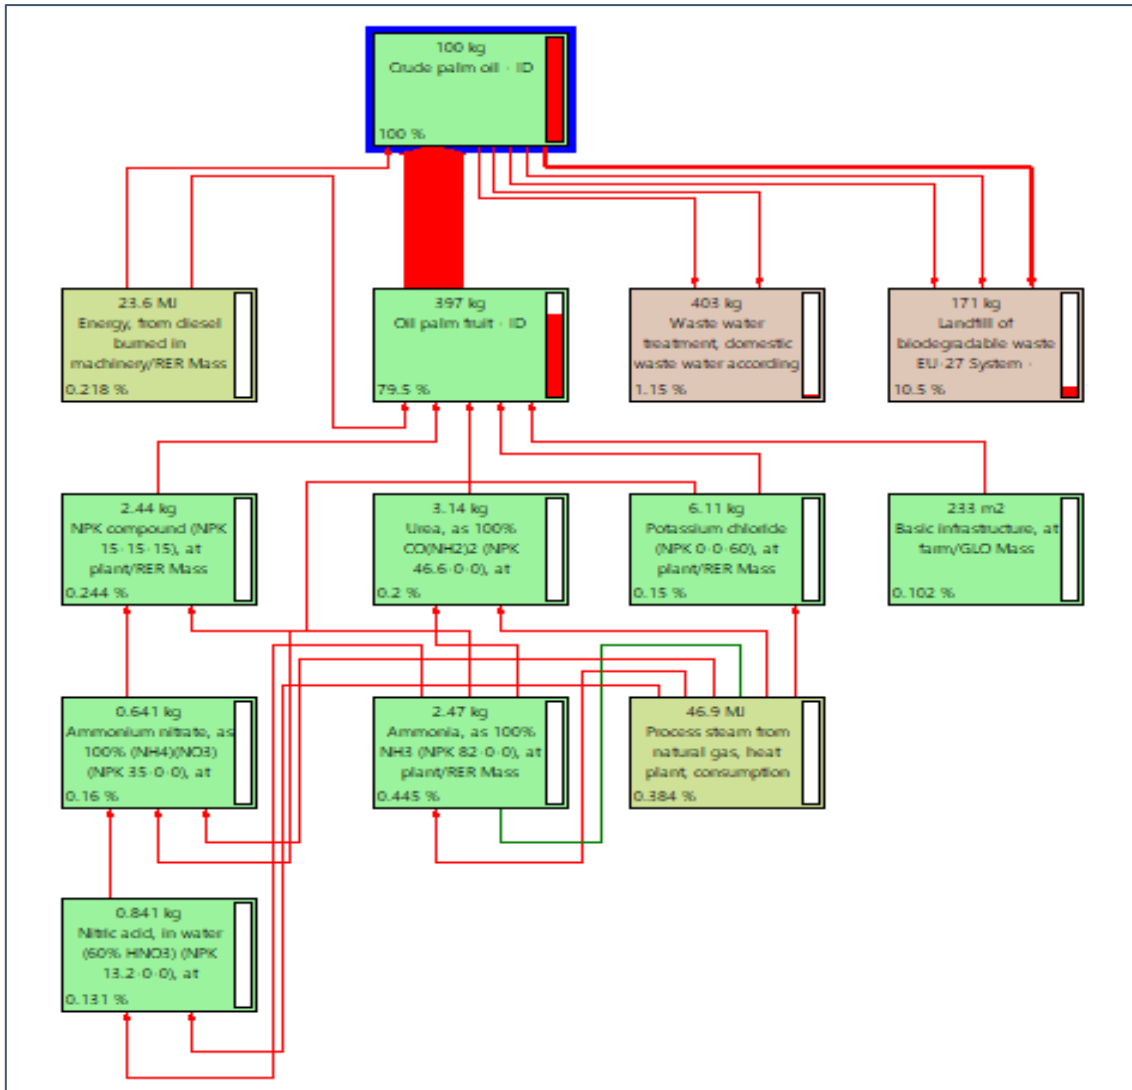 100 kg
Crude palm oil - ID
100 %
23.6 MJ
Energy, from diesel
burned in
machinery/RER Mass
0.218 %
397 kg
Oil palm fruit - ID
79.5 %
403 kg
Waste water
treatment, domestic
waste water according
1.15 %
171 kg
Landfill of
biodegradable waste
EU-27 System -
10.5 %
2.44 kg
NPK compound (NPK
15-15-15), at
plant/RER Mass
0.244 %
3.14 kg
Urea, as 100%
CO(NH2)2 (NPK
46.6-0-0), at
0.2 %
6.11 kg
Potassium chloride
(NPK 0-0-60), at
plant/RER Mass
0.15 %
233 m2
Basic infrastructure, at
farm/GLO Mass
0.102 %
0.641 kg
Ammonium nitrate, as
100% (NH4)(NO3)
(NPK 35-0-0), at
0.16 %
2.47 kg
Ammonia, as 100%
NH3 (NPK 82-0-0), at
plant/RER Mass
0.445 %
46.9 MJ
Process steam from
natural gas, heat
plant, consumption
0.384 %
0.841 kg
Nitric acid, in water
(60% HNO3) (NPK
13.2-0-0), at
0.131 %